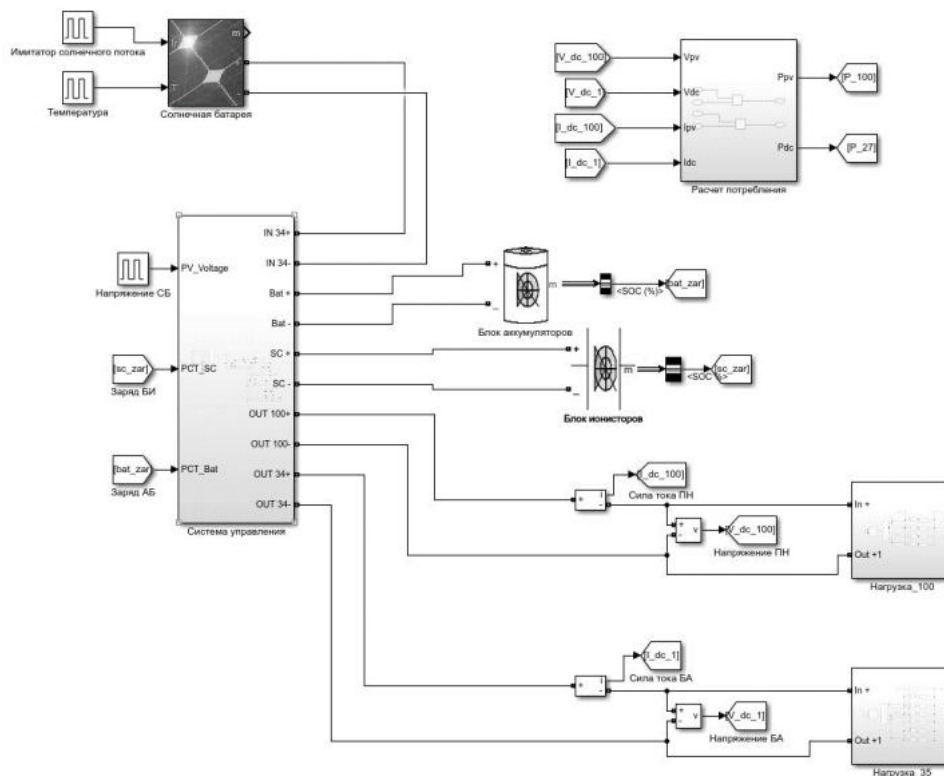 Имитатор солнечного потока
Ir
m
+
-
T
Температура
Солнечная батарея
[V_dc_100]
[V_dc_1]
[I_dc_100]
[I_dc_1]
Vpv
Vdc
Ipv
Idc
Ppv
Pdc
[P_100]
[P_27]
Расчет потребления
Напряжение СБ
[sc_zar]
Заряд БИ
[bat_zar]
Заряд АБ
PV_Voltage
PCT_SC
PCT_Bat
IN 34+
IN 34-
Bat +
Bat -
SC +
SC -
OUT 100+
OUT 100-
OUT 34+
OUT 34-
Система управления
+
_
m
<SOC (%)>
[bat_zar]
Блок аккумуляторов
+
_
m
<SOC %>
[sc_zar]
Блок ионисторов
[I_dc_100]
Сила тока ПН
+
i
-
+
-
v
[V_dc_100]
Напряжение ПН
In +
Out +1
Нагрузка_100
[I_dc_1]
Сила тока БА
+
i
-
+
-
v
[V_dc_1]
Напряжение БА
In +
Out +1
Нагрузка_35